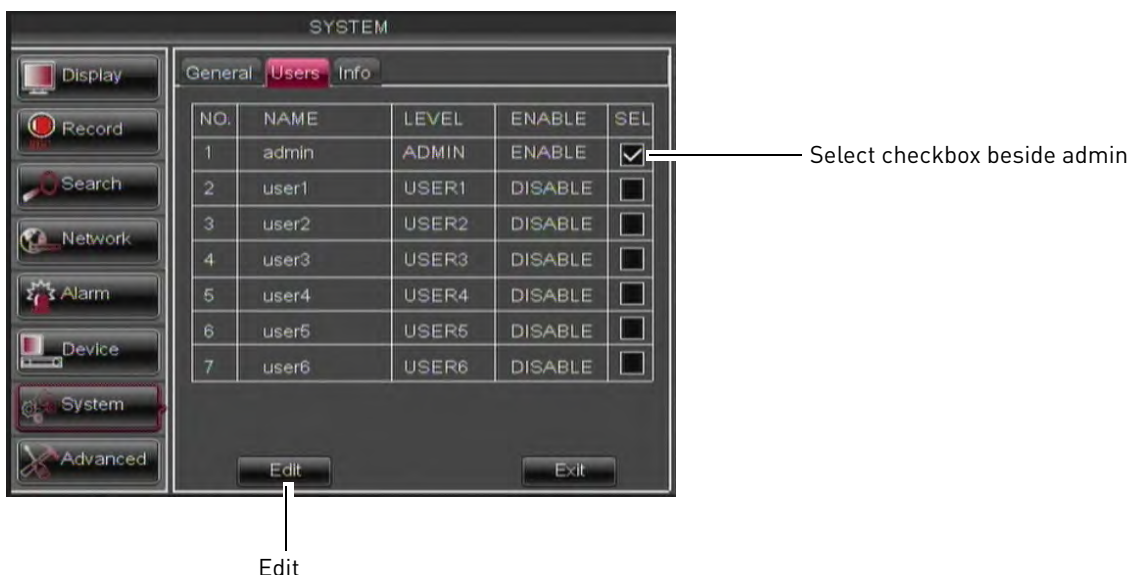 SYSTEM
Display
Record
Search
Network
Alarm
Device
System
Advanced
General Users Info
NO. NAME LEVEL ENABLE SEL
1 admin ADMIN ENABLE
2 user1 USER1 DISABLE
3 user2 USER2 DISABLE
4 user3 USER3 DISABLE
5 user4 USER4 DISABLE
6 user5 USER5 DISABLE
7 user6 USER6 DISABLE
Edit Exit
Select checkbox beside admin
Edit